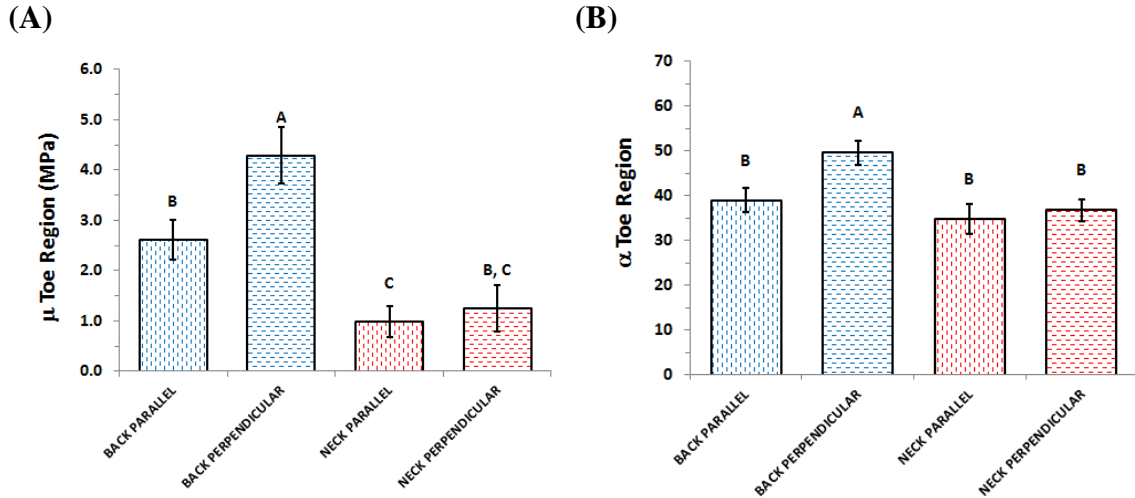 (A)
μ Toe Region (MPa)
6.0
5.0
4.0
3.0
2.0
1.0
0.0
B
A
C
B, C
BACK PARALLEL
BACK PERPENDICULAR
NECK PARALLEL
NECK PERPENDICULAR
(B)
α Toe Region
70
60
50
40
30
20
10
0
B
A
B
B
BACK PARALLEL
BACK PERPENDICULAR
NECK PARALLEL
NECK PERPENDICULAR